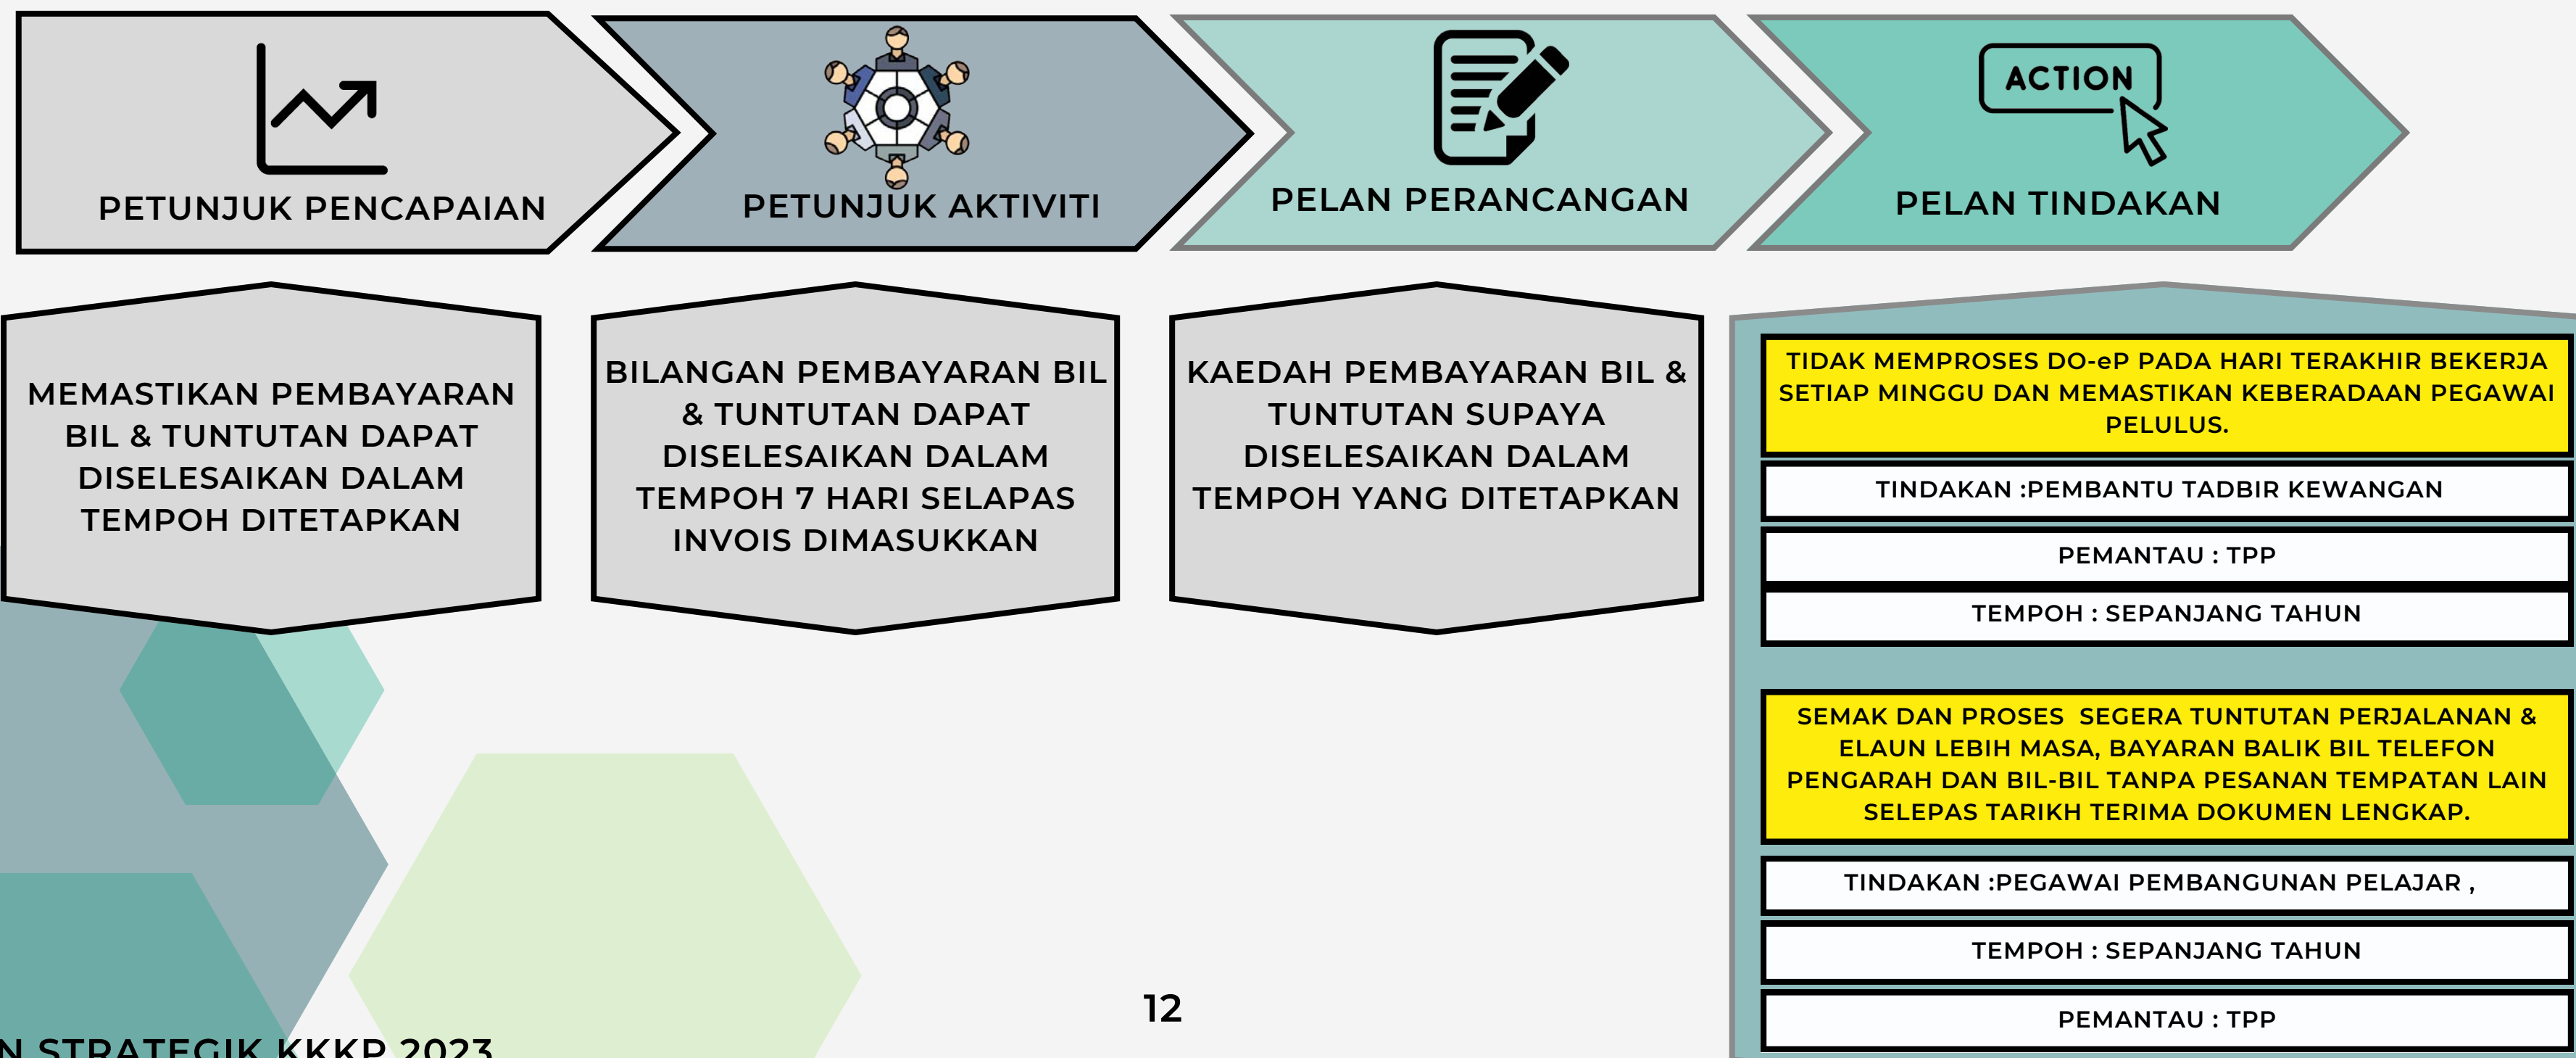 PETUNJUK PENCAPAIAN
PETUNJUK AKTIVITI
PELAN PERANCANGAN
ACTION
PELAN TINDAKAN
MEMASTIKAN PEMBAYARAN
BIL & TUNTUTAN DAPAT
DISELESAIKAN DALAM
TEMPOH DITETAPKAN
BILANGAN PEMBAYARAN BIL
& TUNTUTAN DAPAT
DISELESAIKAN DALAM
TEMPOH 7 HARI SELAPAS
INVOIS DIMASUKKAN
KAEDAH PEMBAYARAN BIL &
TUNTUTAN SUPAYA
DISELESAIKAN DALAM
TEMPOH YANG DITETAPKAN
TIDAK MEMPROSES DO-eP PADA HARI TERAKHIR BEKERJA
SETIAP MINGGU DAN MEMASTIKAN KEBERADAAN PEGAWAI
PELULUS.
TINDAKAN :PEMBANTU TADBIR KEWANGAN
PEMANTAU : TPP
TEMPOH : SEPANJANG TAHUN
SEMAK DAN PROSES  SEGERA TUNTUTAN PERJALANAN &
ELAUN LEBIH MASA, BAYARAN BALIK BIL TELEFON
PENGARAH DAN BIL-BIL TANPA PESANAN TEMPATAN LAIN
SELEPAS TARIKH TERIMA DOKUMEN LENGKAP.
TINDAKAN :PEGAWAI PEMBANGUNAN PELAJAR ,
TEMPOH : SEPANJANG TAHUN
PEMANTAU : TPP
12
N STRATEGIK KKKP 2023